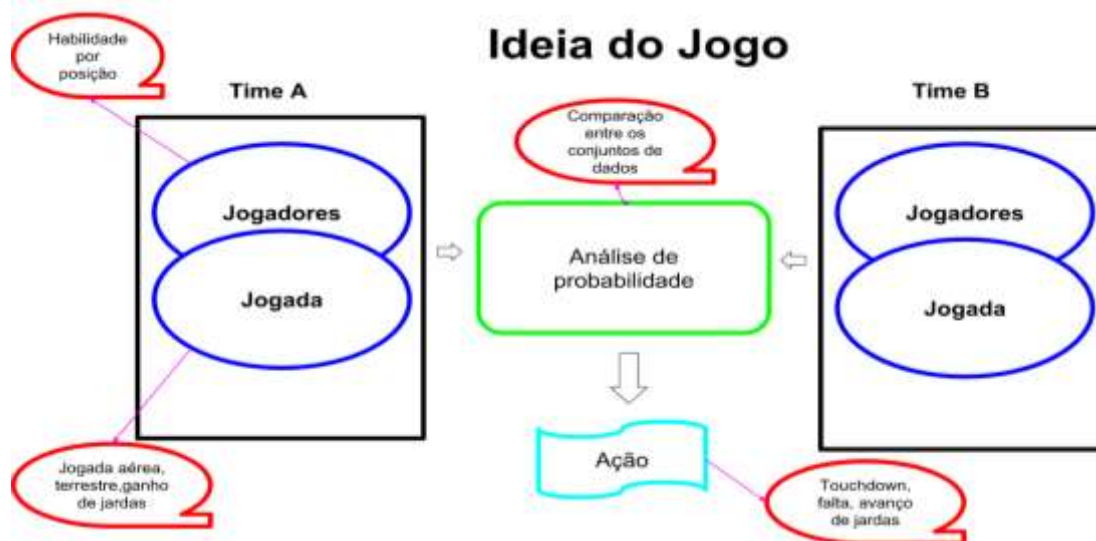 Ideia do Jogo
Habilidade
por
posição
Time A
Time B
Comparação
entre os
conjuntos de
dados
Jogadores
Jogada
Análise de
probabilidade
Jogadores
Jogada
Ação
Jogada aérea,
terrestre,ganho
de jardas
Touchdown,
falta, avanço
de jardas